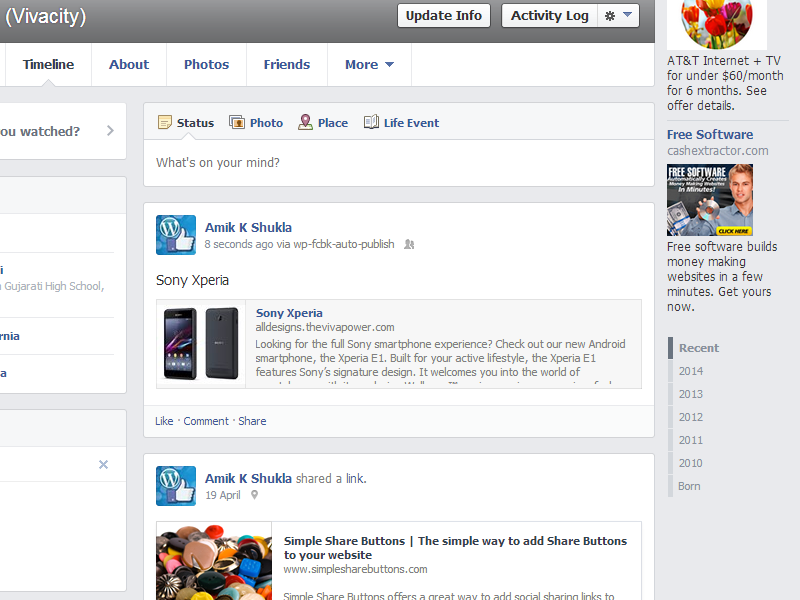 (Vivacity)
Update Info
Activity Log
Timeline
About
Photos
Friends
More
ou watched?
i
Gujarati High School,
rnia
a
Status
Photo
Place
Life Event
What's on your mind?
Amik K Shukla
8 seconds ago via wp-fcbk-auto-publish
Sony Xperia
Sony Xperia
alldesigns.thevivapower.com
Looking for the full Sony smartphone experience? Check out our new Android
smartphone, the Xperia E1. Built for your active lifestyle, the Xperia E1
features Sony's signature design. It welcomes you into the world of
Like · Comment · Share
Amik K Shukla shared a link.
19 April
Simple Share Buttons | The simple way to add Share Buttons
to your website
www.simplesharebuttons.com
Simple Share Buttons offers a great way to add social sharing links to
AT&T Internet + TV
for under $60/month
for 6 months. See
offer details.
Free Software
cashextractor.com
FREE SOFTWARE
Automatically Creates
Money Making Websites
In Minutes!
CLICK HERE
Free software builds
money making
websites in a few
minutes. Get yours
now.
Recent
2014
2013
2012
2011
2010
Born